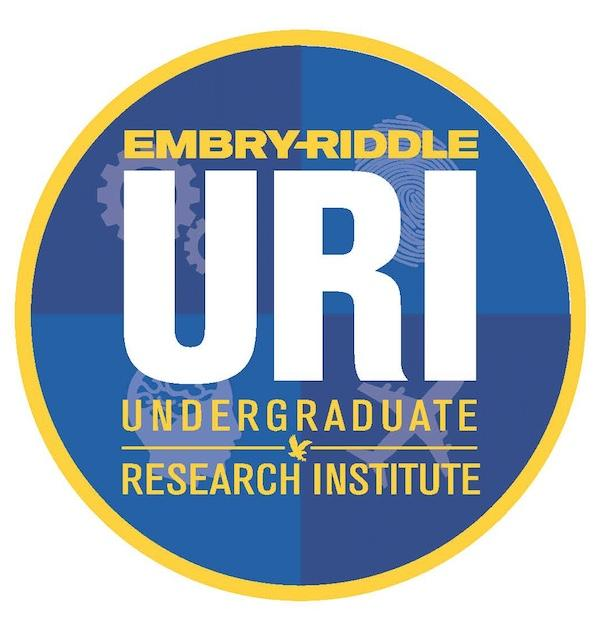 EMBRY-RIDDLE
URI
UNDERGRADUATE
RESEARCH INSTITUTE